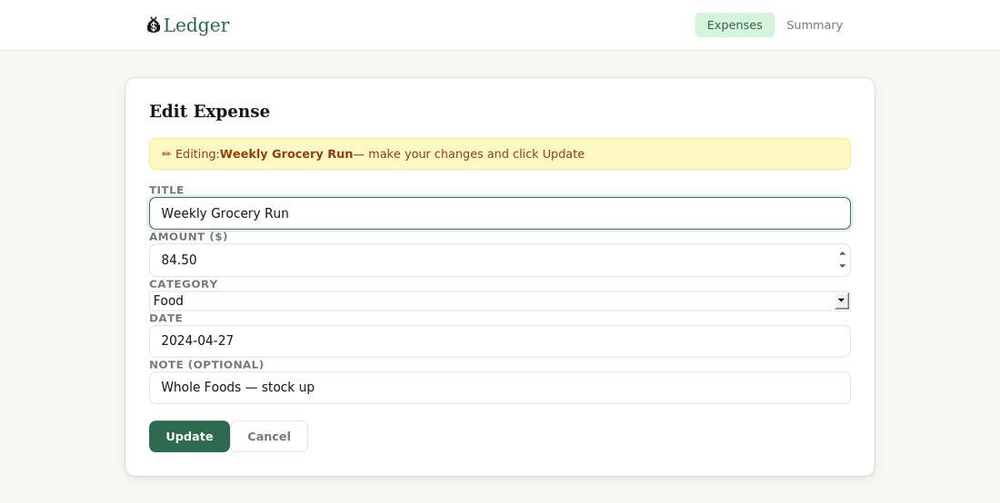 Ledger
Expenses Summary
Edit Expense
✏ Editing:Weekly Grocery Run— make your changes and click Update
TITLE
Weekly Grocery Run
AMOUNT ($)
84.50
CATEGORY
Food
DATE
2024-04-27
NOTE (OPTIONAL)
Whole Foods — stock up
Update Cancel